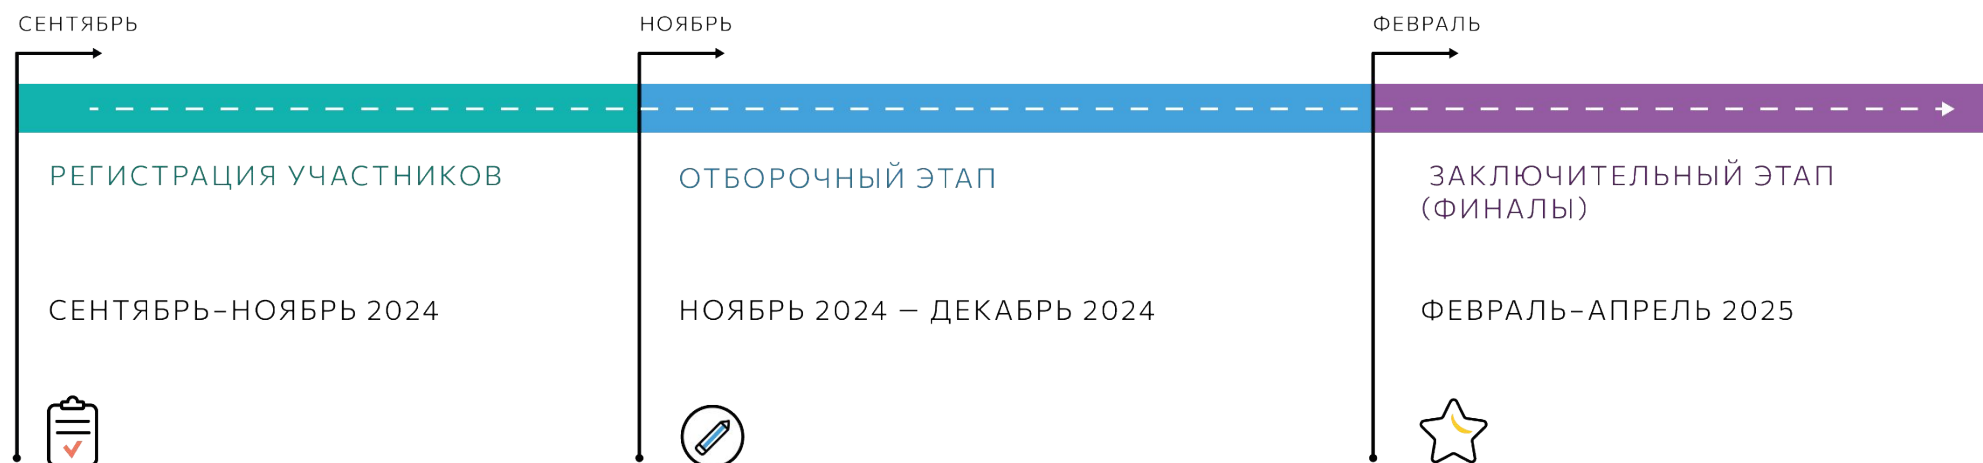 СЕНТЯБРЬ
НОЯБРЬ
ФЕВРАЛЬ
РЕГИСТРАЦИЯ УЧАСТНИКОВ
ОТБОРОЧНЫЙ ЭТАП
ЗАКЛЮЧИТЕЛЬНЫЙ ЭТАП
(ФИНАЛЫ)
СЕНТЯБРЬ–НОЯБРЬ 2024
НОЯБРЬ 2024 — ДЕКАБРЬ 2024
ФЕВРАЛЬ–АПРЕЛЬ 2025